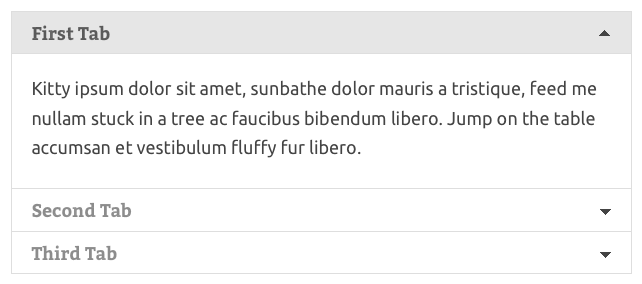 First Tab
Kitty ipsum dolor sit amet, sunbathe dolor mauris a tristique, feed me
nullam stuck in a tree ac faucibus bibendum libero. Jump on the table
accumsan et vestibulum fluffy fur libero.
Second Tab
Third Tab